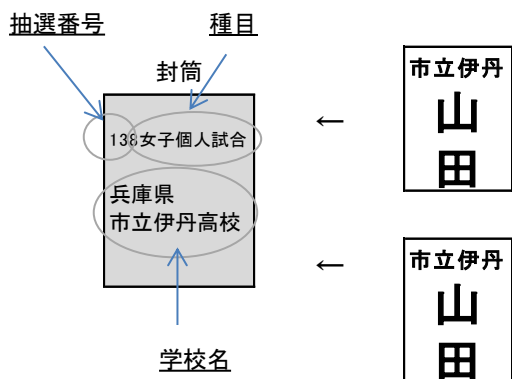 抽選番号
種目
封筒
138女子個人試合
兵庫県
市立伊丹高校
学校名
←
市立伊丹
山
田
←
市立伊丹
山
田